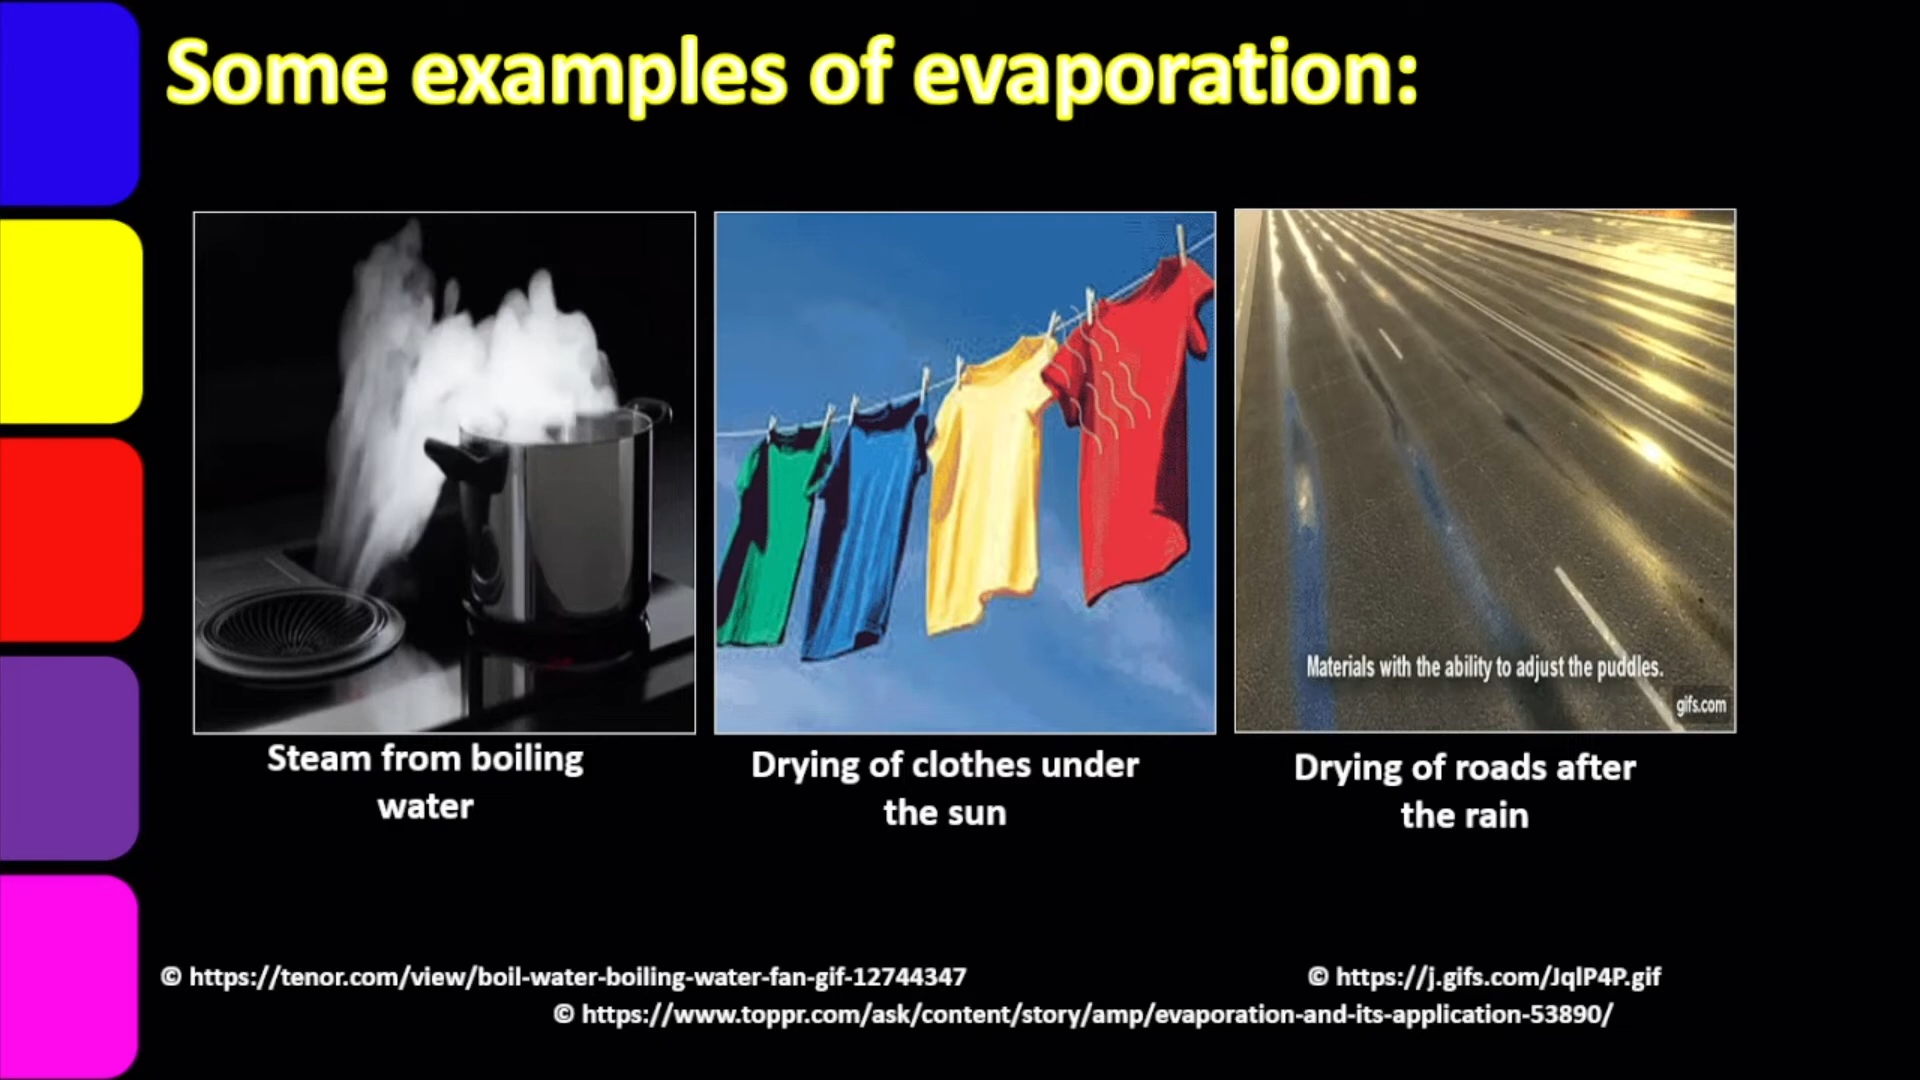 Some examples of evaporation:
Materials with the ability to adjust the puddles.
gifs.com
Steam from boiling
water
Drying of clothes under
the sun
Drying of roads after
the rain
© https://tenor.com/view/boil-water-boiling-water-fan-gif-12744347
© https://j.gifs.com/JqlP4P.gif
© https://www.toppr.com/ask/content/story/amp/evaporation-and-its-application-53890/